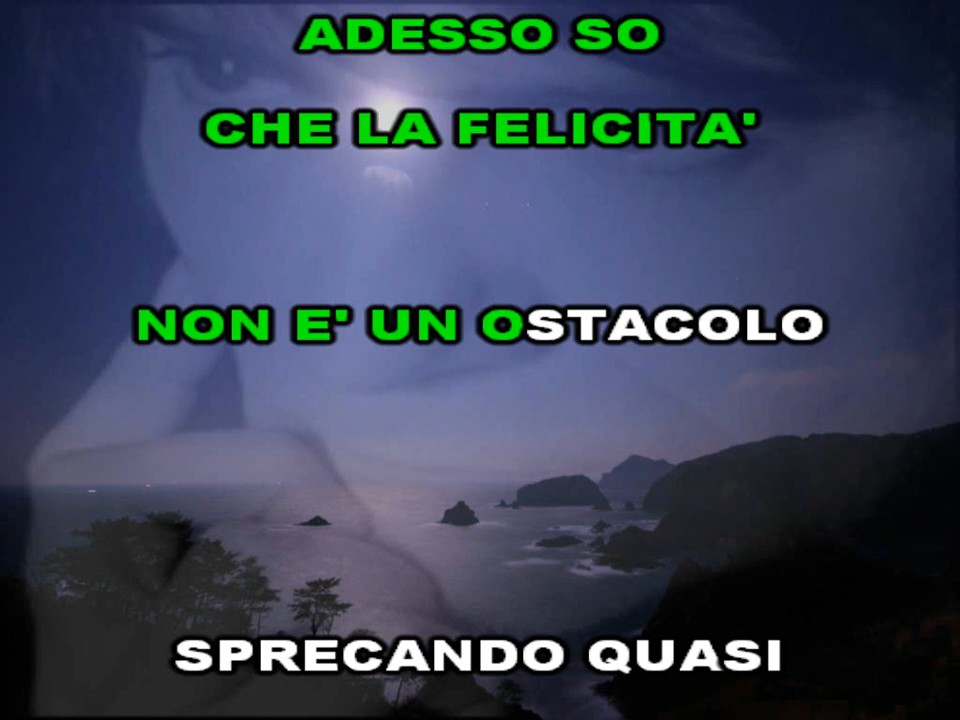 ADESSO SO
CHE LA FELICITA'
NON E' UN OSTACOLO
SPRECANDO QUASI